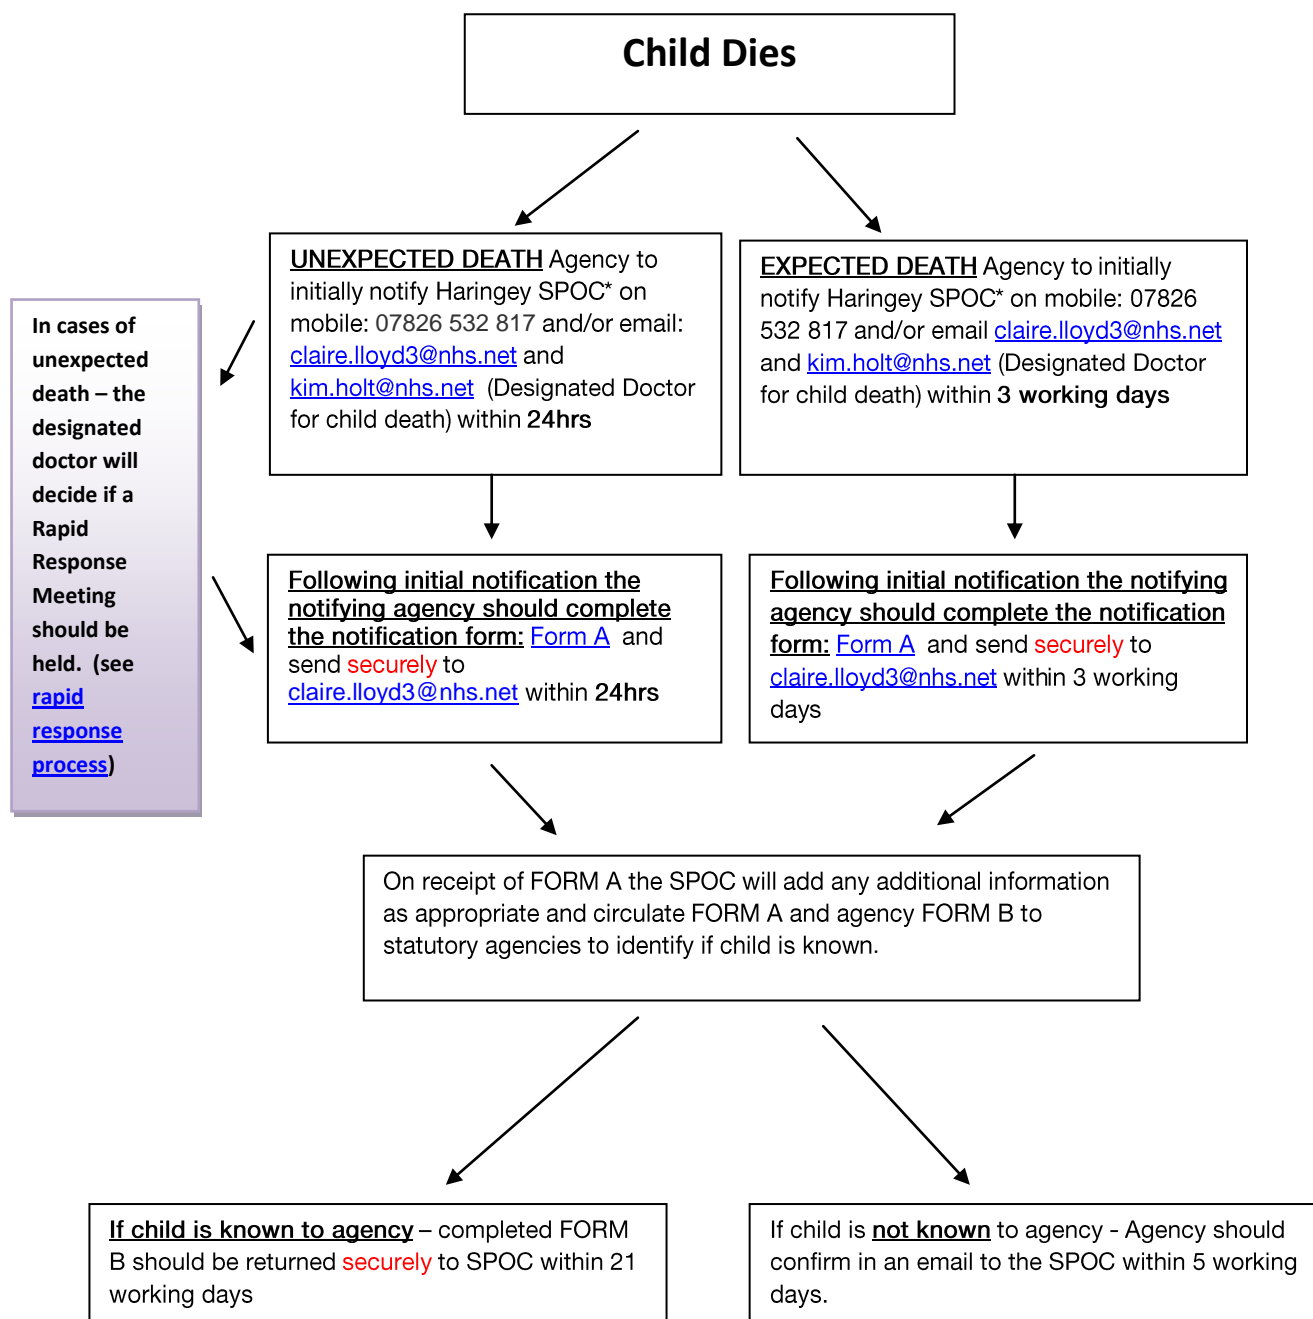 Child Dies
UNEXPECTED DEATH Agency to
initially notify Haringey SPOC* on
mobile: 07826 532 817 and/or email:
claire.lloyd3@nhs.net and
kim.holt@nhs.net (Designated Doctor
for child death) within 24hrs
EXPECTED DEATH Agency to initially
notify Haringey SPOC* on mobile: 07826
532 817 and/or email claire.lloyd3@nhs.net
and kim.holt@nhs.net (Designated Doctor
for child death) within 3 working days
In cases of
unexpected
death – the
designated
doctor will
decide if a
Rapid
Response
Meeting
should be
held. (see
rapid
response
process)
Following initial notification the
notifying agency should complete
the notification form: Form A and
send securely to
claire.lloyd3@nhs.net within 24hrs
Following initial notification the notifying
agency should complete the notification
form: Form A and send securely to
claire.lloyd3@nhs.net within 3 working
days
On receipt of FORM A the SPOC will add any additional information
as appropriate and circulate FORM A and agency FORM B to
statutory agencies to identify if child is known.
If child is known to agency – completed FORM
B should be returned securely to SPOC within 21
working days
If child is not known to agency - Agency should
confirm in an email to the SPOC within 5 working
days.